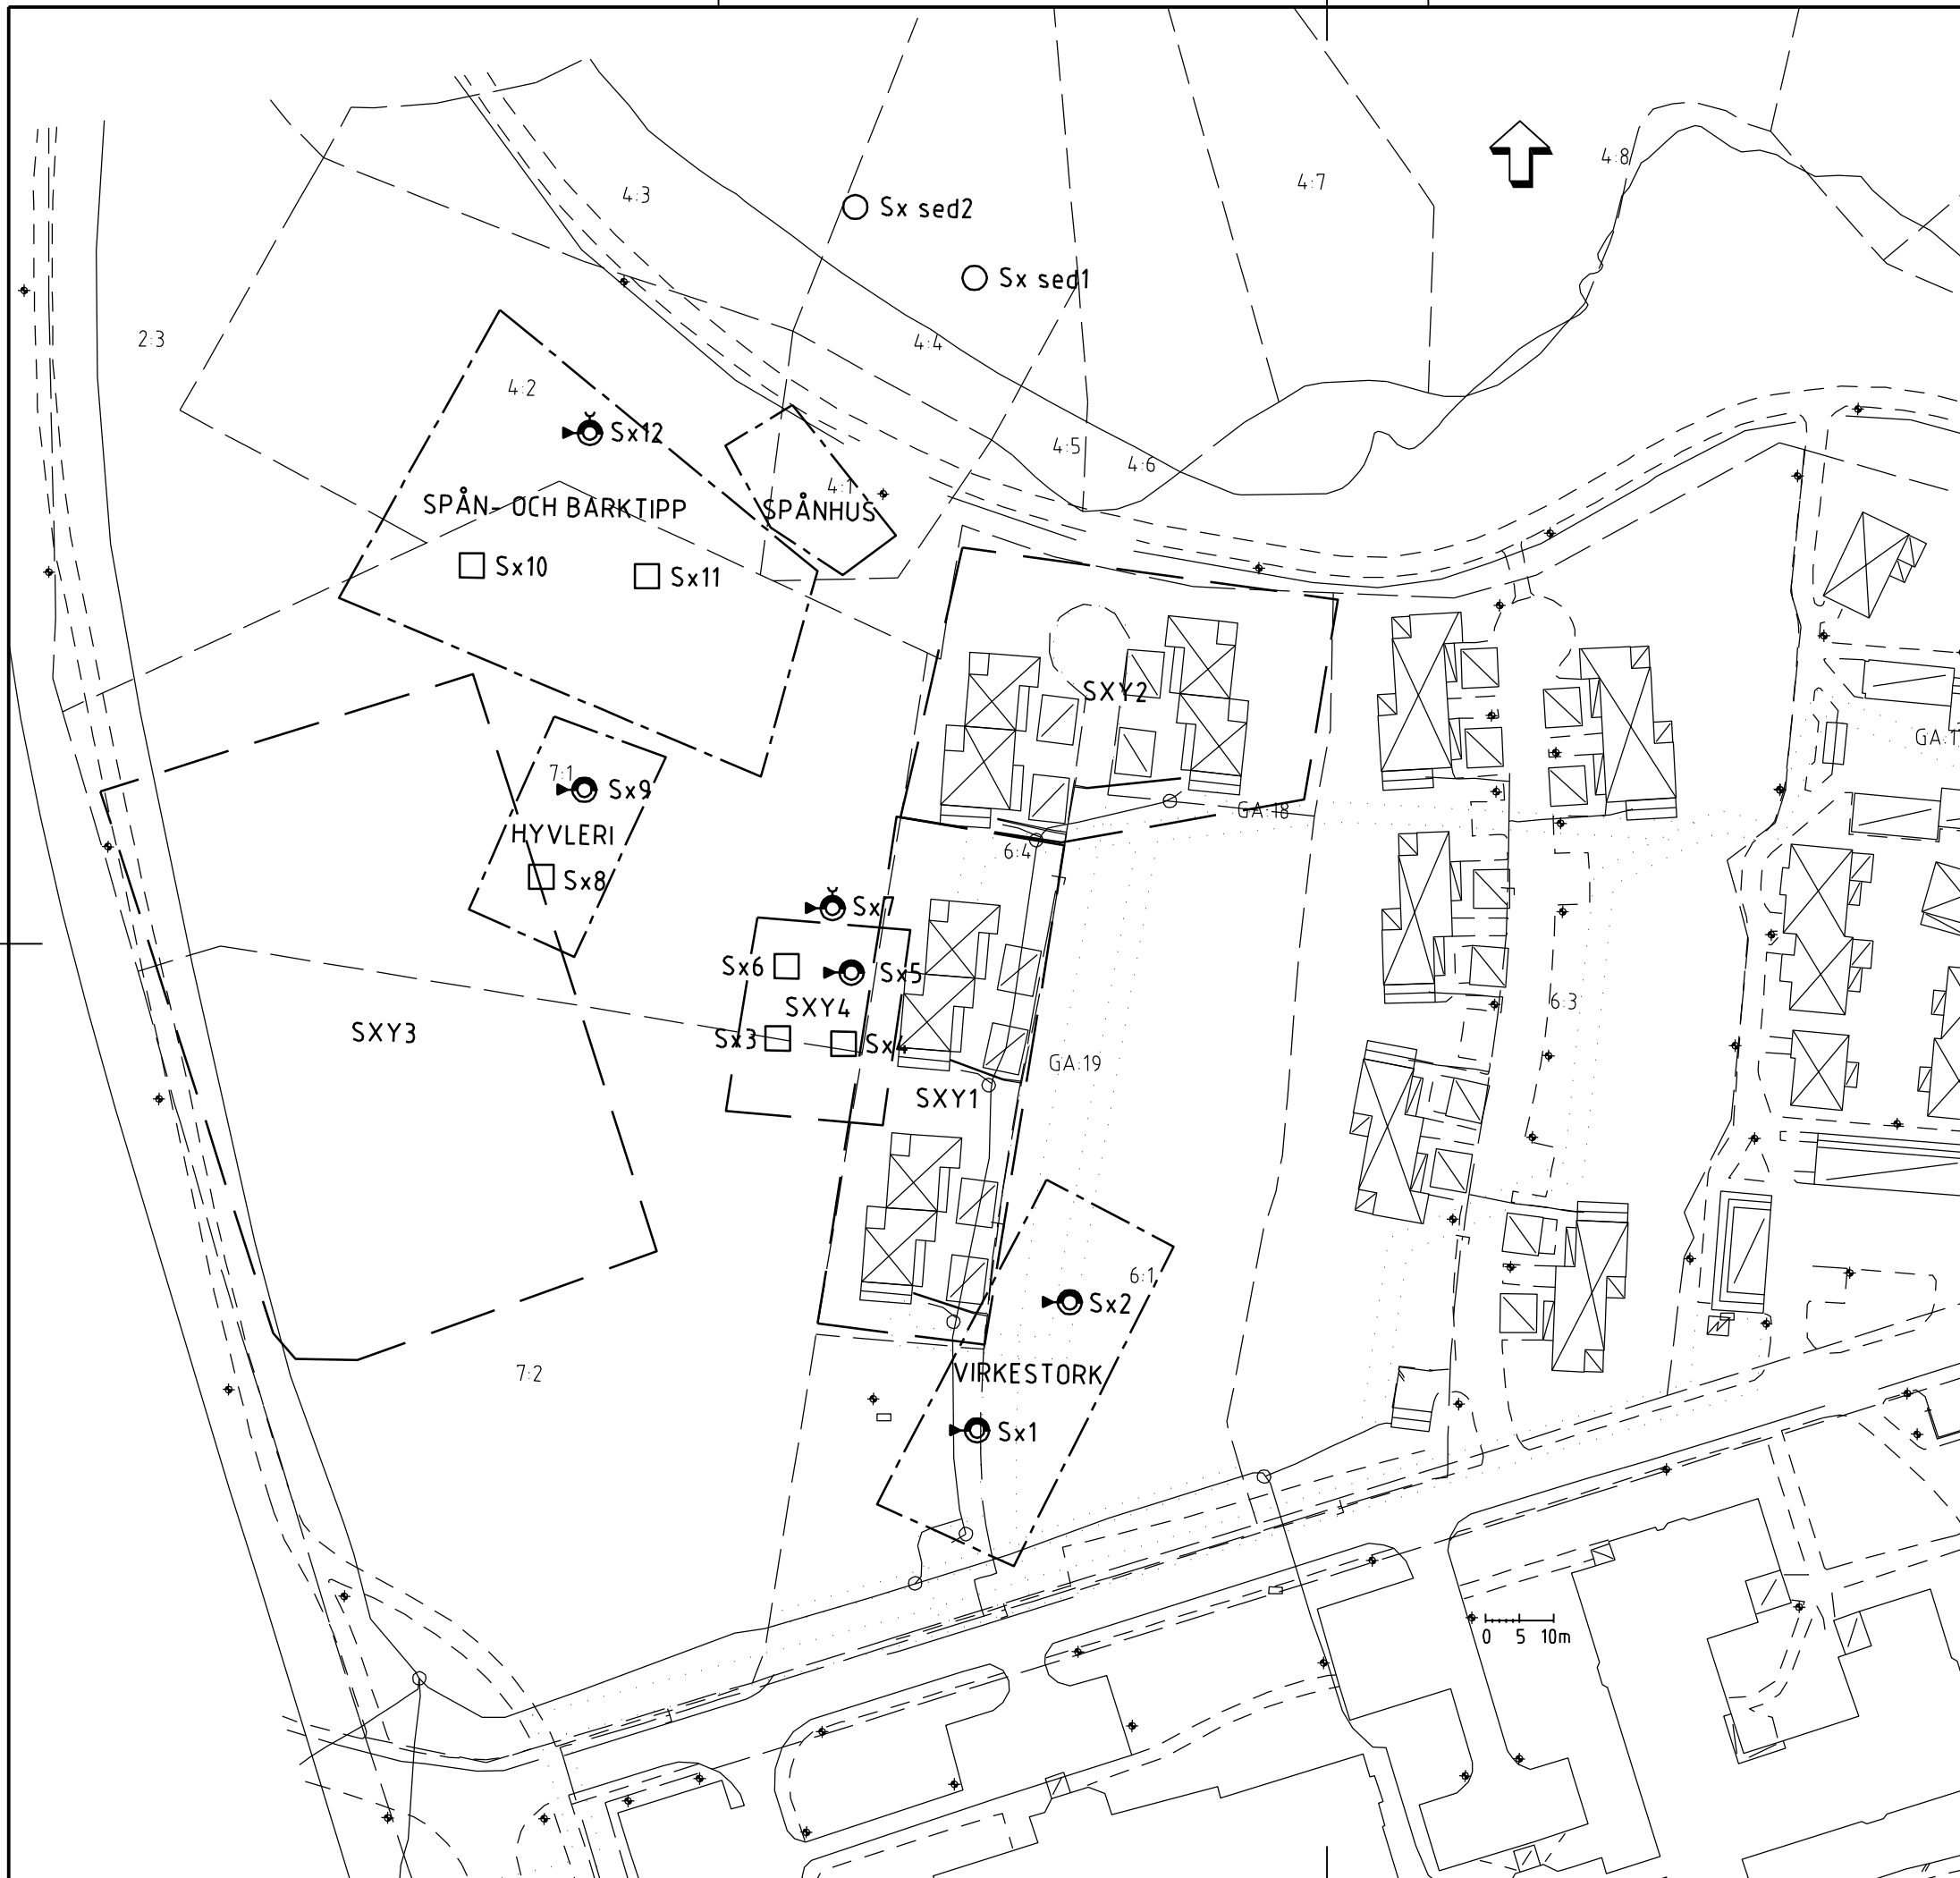 4:8
4:7
4:3
Sx sed2
Sx sed1
2:3
4:4
4:2
Sx12
4:5
4:6
4:1
SPÅN- OCH BARKTIPP
SPÅNHUS
Sx10
Sx11
SXY2
GA:1
7:1
Sx9
GA:18
HYVLERI
6:4
Sx8
Sx7
Sx6
Sx5
6:3
SXY4
SXY3
Sx3
Sx4
GA:19
SXY1
6:1
Sx2
7:2
VIRKESTORK
Sx1
0 5 10m